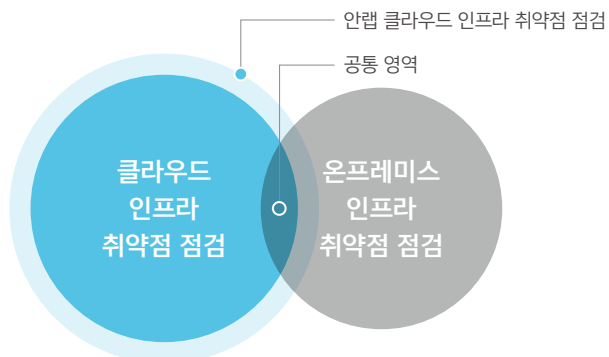 안랩 클라우드 인프라 취약점 점검
공통 영역
클라우드
인프라
취약점 점검
온프레미스
인프라
취약점 점검